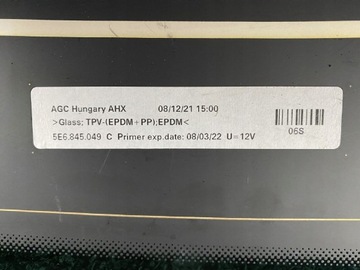 AGC Hungary AHX 08/12/21 15:00
>Glass; TPV-(EPDM+PP);EPDM<
5E6.845.049 C Primer exp.date: 08/03/22 U=12V
06S